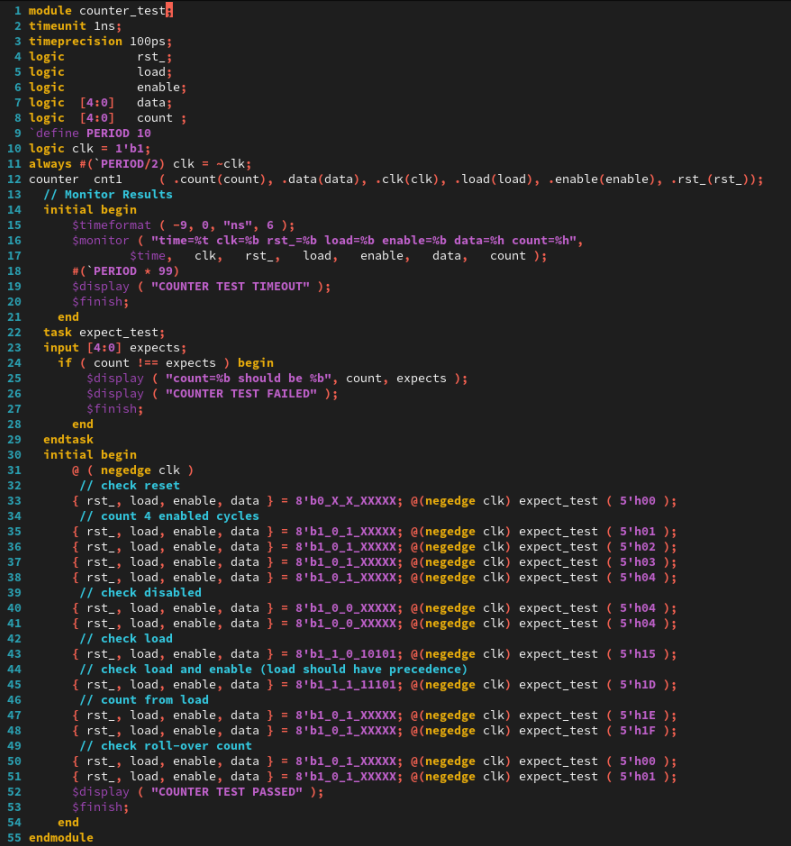 1 module counter_test;
2 timeunit 1ns;
3 timeprecision 100ps;
4 logic          rst_;
5 logic          load;
6 logic          enable;
7 logic  [4:0]   data;
8 logic  [4:0]   count ;
9 `define PERIOD 10
10 logic clk = 1'b1;
11 always #(`PERIOD/2) clk = ~clk;
12 counter  cnt1     ( .count(count), .data(data), .clk(clk), .load(load), .enable(enable), .rst_(rst_));
13   // Monitor Results
14   initial begin
15       $timeformat ( -9, 0, "ns", 6 );
16       $monitor ( "time=%t clk=%b rst_=%b load=%b enable=%b data=%h count=%h",
17               $time,   clk,   rst_,   load,   enable,   data,   count );
18       #(`PERIOD * 99)
19       $display ( "COUNTER TEST TIMEOUT" );
20       $finish;
21     end
22   task expect_test;
23   input [4:0] expects;
24     if ( count !== expects ) begin
25         $display ( "count=%b should be %b", count, expects );
26         $display ( "COUNTER TEST FAILED" );
27         $finish;
28       end
29   endtask
30   initial begin
31       @ ( negedge clk )
32        // check reset
33       { rst_, load, enable, data } = 8'b0_X_X_XXXXX; @(negedge clk) expect_test ( 5'h00 );
34        // count 4 enabled cycles
35       { rst_, load, enable, data } = 8'b1_0_1_XXXXX; @(negedge clk) expect_test ( 5'h01 );
36       { rst_, load, enable, data } = 8'b1_0_1_XXXXX; @(negedge clk) expect_test ( 5'h02 );
37       { rst_, load, enable, data } = 8'b1_0_1_XXXXX; @(negedge clk) expect_test ( 5'h03 );
38       { rst_, load, enable, data } = 8'b1_0_1_XXXXX; @(negedge clk) expect_test ( 5'h04 );
39        // check disabled
40       { rst_, load, enable, data } = 8'b1_0_0_XXXXX; @(negedge clk) expect_test ( 5'h04 );
41       { rst_, load, enable, data } = 8'b1_0_0_XXXXX; @(negedge clk) expect_test ( 5'h04 );
42        // check load
43       { rst_, load, enable, data } = 8'b1_1_0_10101; @(negedge clk) expect_test ( 5'h15 );
44        // check load and enable (load should have precedence)
45       { rst_, load, enable, data } = 8'b1_1_1_11101; @(negedge clk) expect_test ( 5'h1D );
46        // count from load
47       { rst_, load, enable, data } = 8'b1_0_1_XXXXX; @(negedge clk) expect_test ( 5'h1E );
48       { rst_, load, enable, data } = 8'b1_0_1_XXXXX; @(negedge clk) expect_test ( 5'h1F );
49        // check roll-over count
50       { rst_, load, enable, data } = 8'b1_0_1_XXXXX; @(negedge clk) expect_test ( 5'h00 );
51       { rst_, load, enable, data } = 8'b1_0_1_XXXXX; @(negedge clk) expect_test ( 5'h01 );
52       $display ( "COUNTER TEST PASSED" );
53       $finish;
54     end
55 endmodule